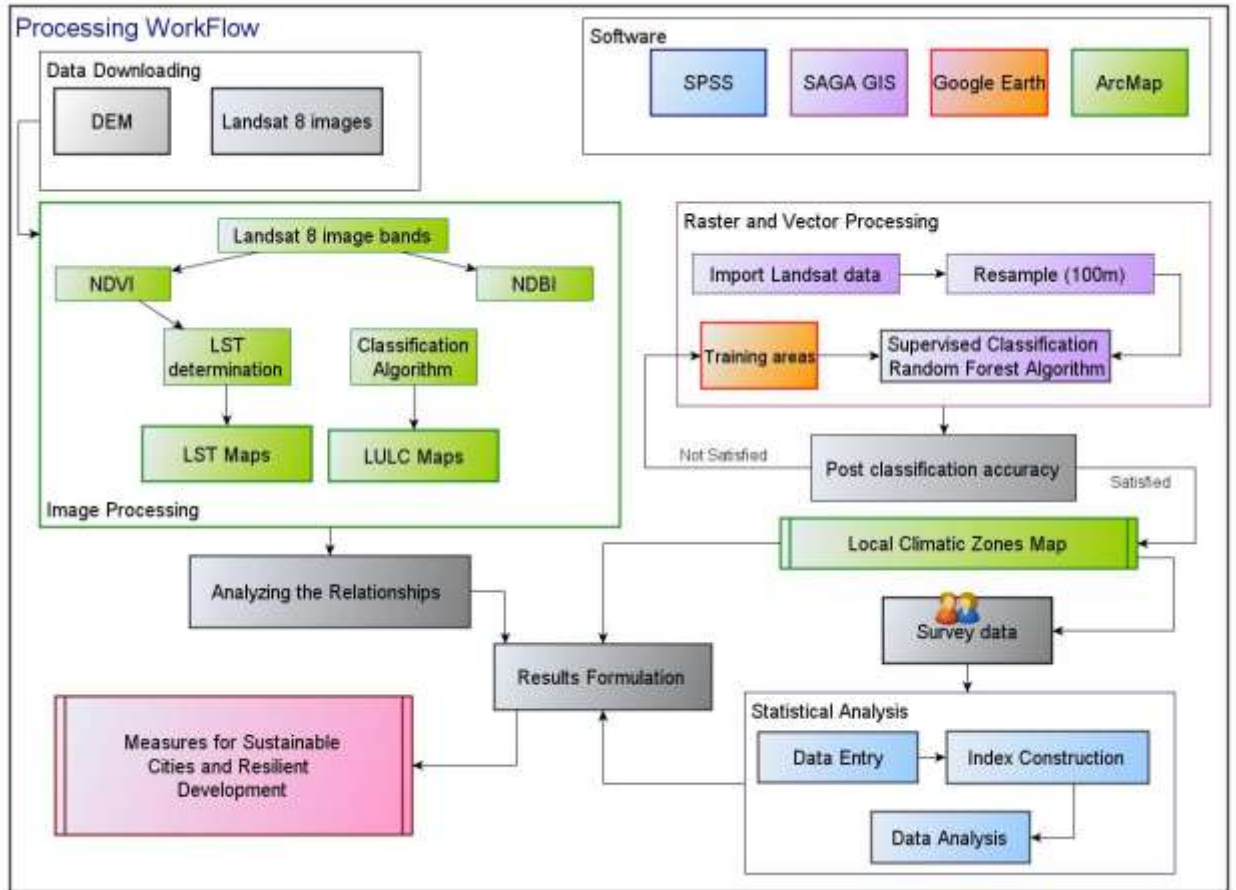 Processing WorkFlow
Data Downloading
DEM
Landsat 8 images
Software
SPSS
SAGA GIS
Google Earth
ArcMap
Landsat 8 image bands
NDVI
NDBI
LST
determination
Classification
Algorithm
LST Maps
LULC Maps
Image Processing
Raster and Vector Processing
Import Landsat data
Resample (100m)
Training areas
Supervised Classification
Random Forest Algorithm
Not Satisfied
Post classification accuracy
Satisfied
Local Climatic Zones Map
Analyzing the Relationships
Survey data
Results Formulation
Measures for Sustainable
Cities and Resilient
Development
Statistical Analysis
Data Entry
Index Construction
Data Analysis